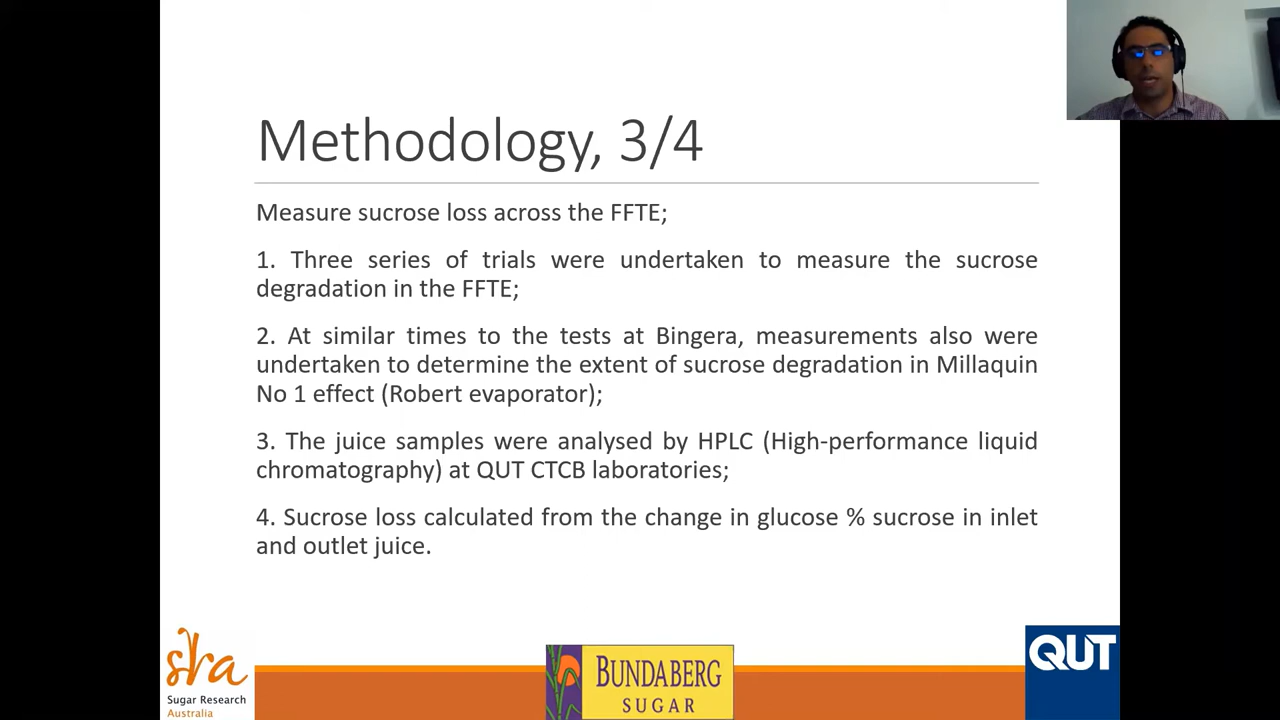 Methodology, 3/4
Measure sucrose loss across the FFTE;
1. Three series of trials were undertaken to measure the sucrose
degradation in the FFTE;
2. At similar times to the tests at Bingera, measurements also were
undertaken to determine the extent of sucrose degradation in Millaquin
No 1 effect (Robert evaporator);
3. The juice samples were analysed by HPLC (High-performance liquid
chromatography) at QUT CTCB laboratories;
4. Sucrose loss calculated from the change in glucose % sucrose in inlet
and outlet juice.
sra
Sugar Research
Australia
BUNDABERG
SUGAR
QUT